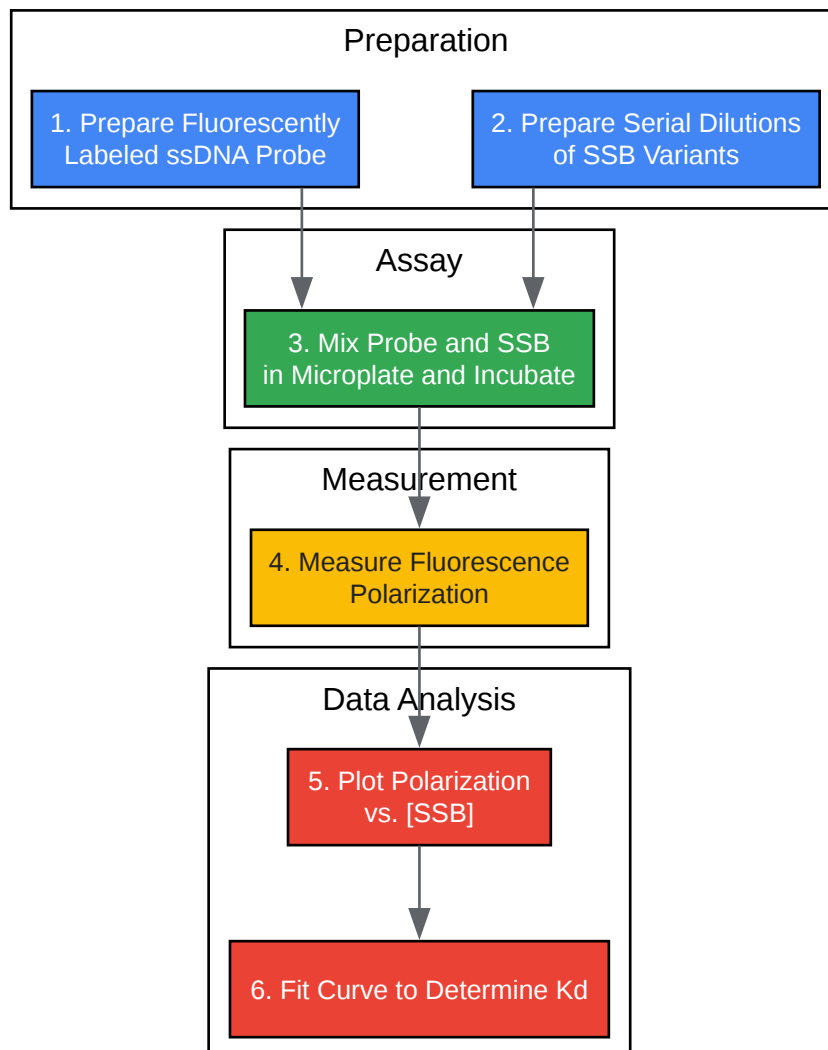 Preparation
1. Prepare Fluorescently
Labeled ssDNA Probe
2. Prepare Serial Dilutions
of SSB Variants
Assay
3. Mix Probe and SSB
in Microplate and Incubate
Measurement
4. Measure Fluorescence
Polarization
Data Analysis
5. Plot Polarization
vs. [SSB]
6. Fit Curve to Determine Kd